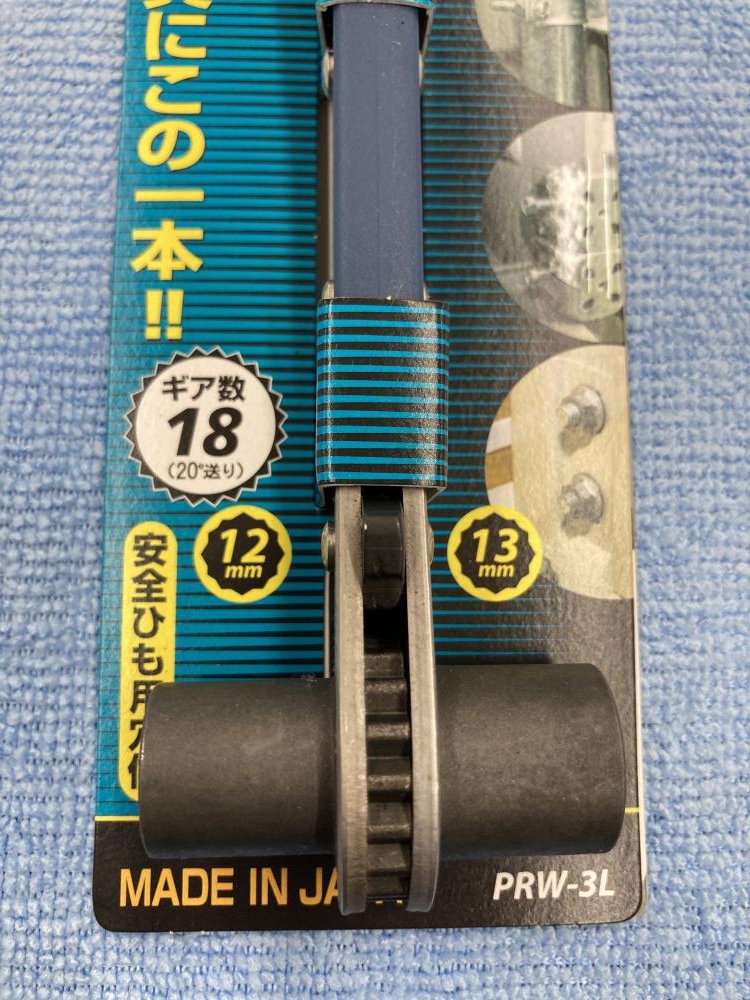 にこの一本!!
ギア数
18
(20°送り)
12
mm
13
mm
安全ひも用穴
MADE IN JA
PRW-3L